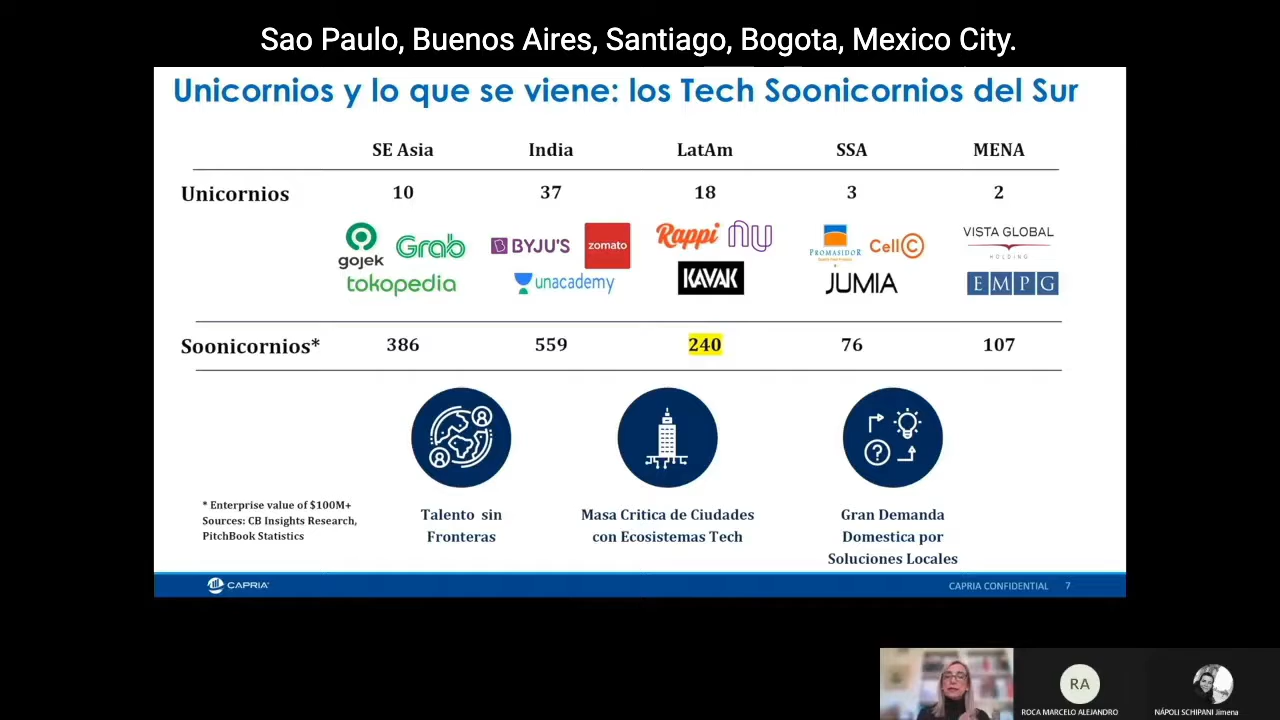 Sao Paulo, Buenos Aires, Santiago, Bogota, Mexico City.
Unicornios y lo que se viene: los Tech Soonicornios del Sur
SE Asia India LatAm SSA MENA
Unicornios 10 37 18 3 2
gojek Grab tokopedia
BYJU'S zomato unacademy
Rappi nu KAVAK
PROMASIDOR Cell C JUMIA
VISTA GLOBAL
HOLDING
EMPG
Soonicornios* 386 559 240 76 107
* Enterprise value of $100M+
Sources: CB Insights Research,
PitchBook Statistics
Talento sin
Fronteras
Masa Critica de Ciudades
con Ecosistemas Tech
Gran Demanda
Domestica por
Soluciones Locales
CAPRIA
CAPRIA CONFIDENTIAL 7
RA
ROCA MARCELO ALEJANDRO
NÁPOLI SCHIPANI Jimena